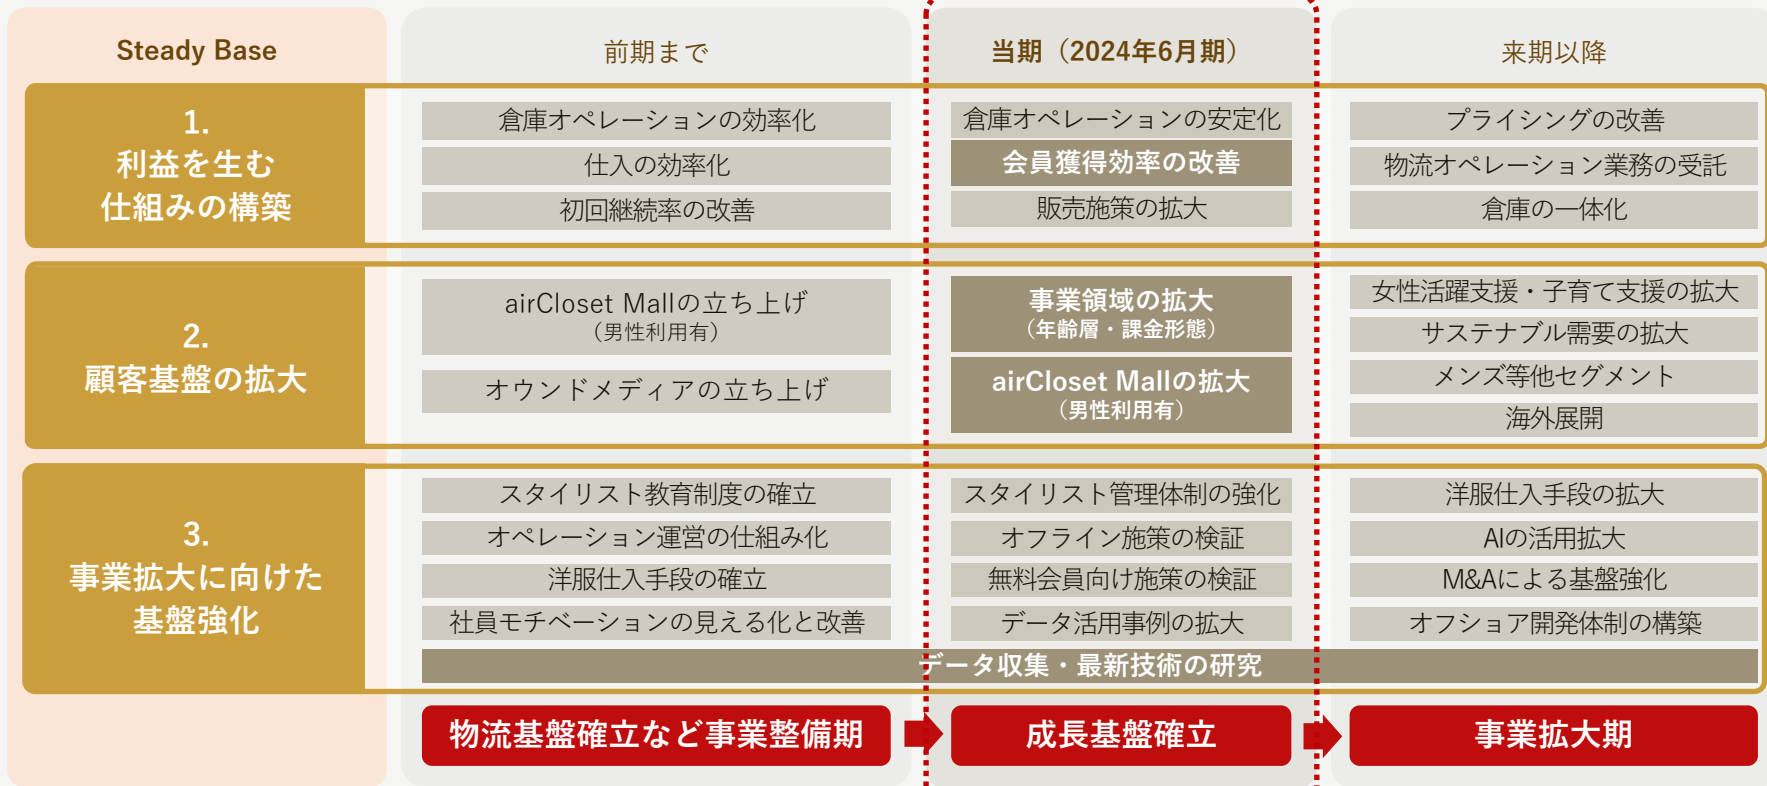 Steady Base
前期まで
当期（2024年6月期）
来期以降
1.
利益を生む
仕組みの構築
倉庫オペレーションの効率化
仕入の効率化
初回継続率の改善
倉庫オペレーションの安定化
会員獲得効率の改善
販売施策の拡大
プライシングの改善
物流オペレーション業務の受託
倉庫の一体化
2.
顧客基盤の拡大
airCloset Mallの立ち上げ
（男性利用有）
オウンドメディアの立ち上げ
事業領域の拡大
（年齢層・課金形態）
airCloset Mallの拡大
（男性利用有）
女性活躍支援・子育て支援の拡大
サステナブル需要の拡大
メンズ等他セグメント
海外展開
3.
事業拡大に向けた
基盤強化
スタイリスト教育制度の確立
オペレーション運営の仕組み化
洋服仕入手段の確立
社員モチベーションの見える化と改善
スタイリスト管理体制の強化
オフライン施策の検証
無料会員向け施策の検証
データ活用事例の拡大
洋服仕入手段の拡大
AIの活用拡大
M&Aによる基盤強化
オフショア開発体制の構築
データ収集・最新技術の研究
物流基盤確立など事業整備期
成長基盤確立
事業拡大期